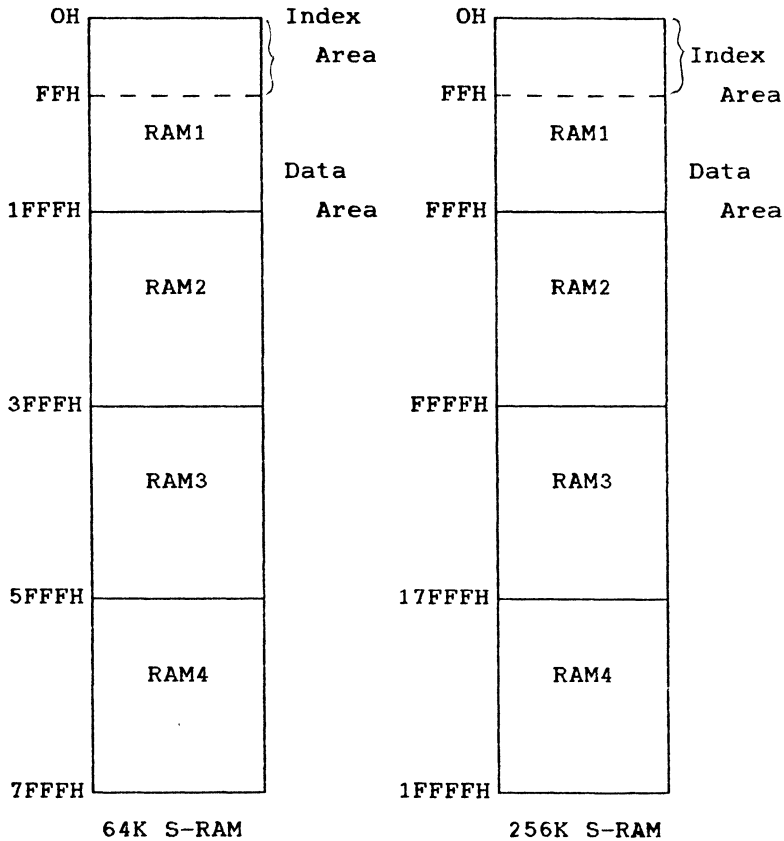 OH
Index
Area
FFH
RAM1
Data
Area
1FFFH
RAM2
3FFFH
RAM3
5FFFH
RAM4
7FFFH
64K S-RAM
OH
Index
Area
FFH
RAM1
Data
Area
FFFH
RAM2
FFFFH
RAM3
17FFFH
RAM4
1FFFFH
256K S-RAM